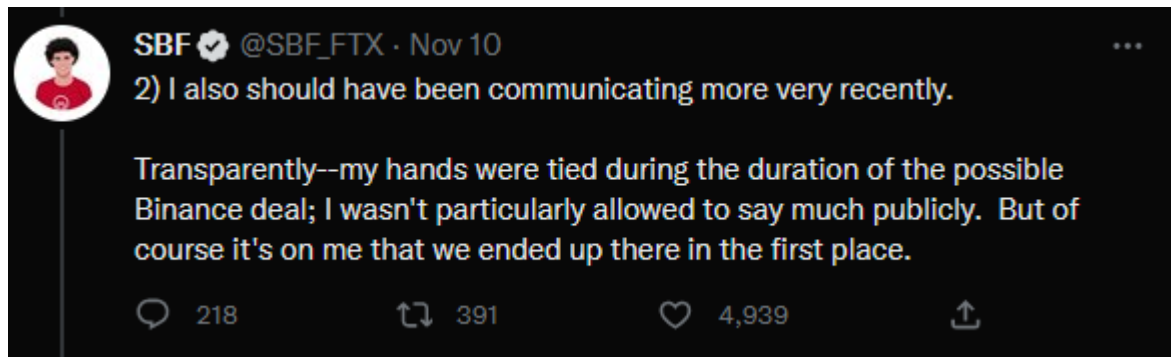 SBF @SBF_FTX · Nov 10
2) I also should have been communicating more very recently.
Transparently--my hands were tied during the duration of the possible
Binance deal; I wasn't particularly allowed to say much publicly.  But of
course it's on me that we ended up there in the first place.
218 391 4,939